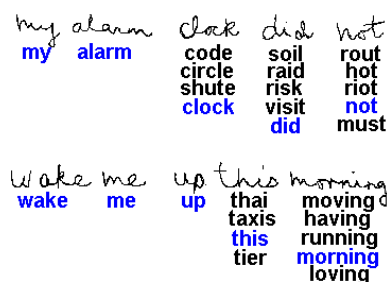 my alarm clock did not
my alarm code soil rout
circle raid hot
shute risk riot
clock visit not
did must
wake me up this morning
wake me up thai moving
taxis having
this running
tier morning
loving